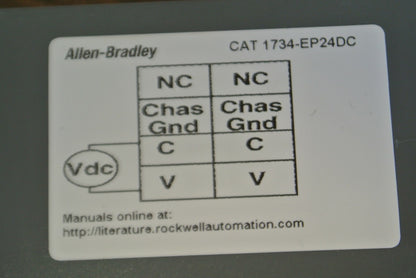 Allen-Bradley CAT 1734-EP24DC
NC NC
Chas Chas
Gnd Gnd
C C
Vdc
V V
Manuals online at:
http://literature.rockwellautomation.com